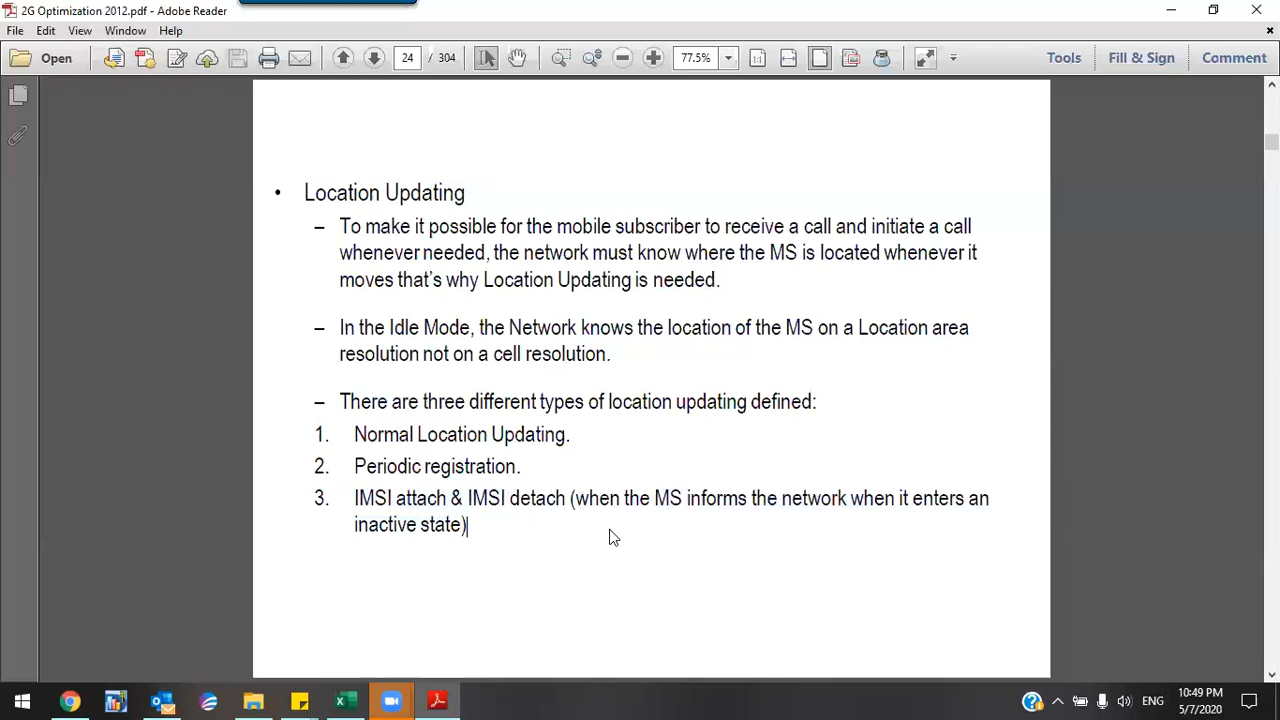 2G Optimization 2012.pdf - Adobe Reader
File Edit View Window Help
Open 24 / 304 77.5% Tools Fill & Sign Comment
• Location Updating
– To make it possible for the mobile subscriber to receive a call and initiate a call
whenever needed, the network must know where the MS is located whenever it
moves that's why Location Updating is needed.
– In the Idle Mode, the Network knows the location of the MS on a Location area
resolution not on a cell resolution.
– There are three different types of location updating defined:
1. Normal Location Updating.
2. Periodic registration.
3. IMSI attach & IMSI detach (when the MS informs the network when it enters an
inactive state)
ENG
10:49 PM
5/7/2020